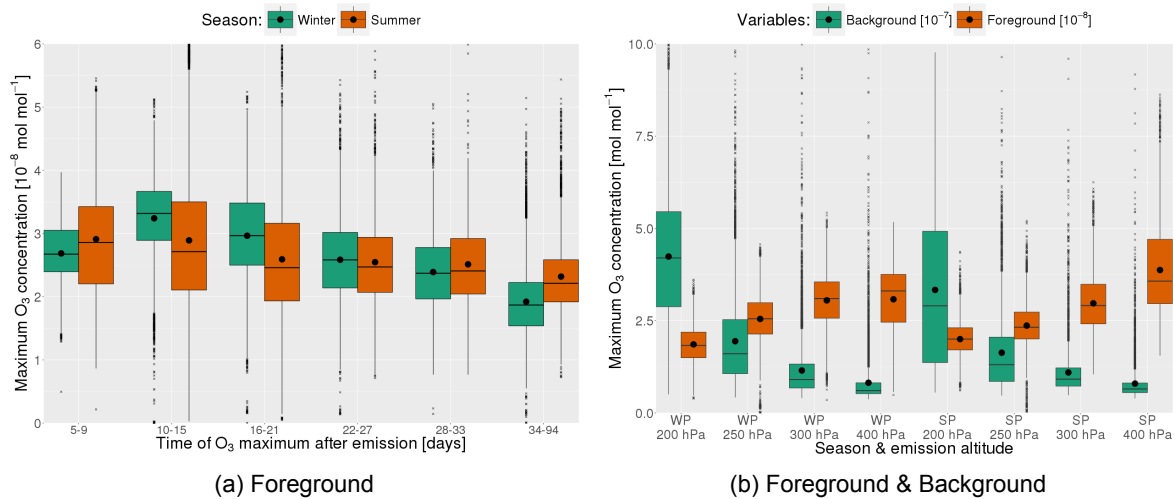 Season: Winter Summer
Maximum O₃ concentration [10⁻⁸ mol mol⁻¹]
6
5
4
3
2
1
0
5-9 10-15 16-21 22-27 28-33 34-94
Time of O₃ maximum after emission [days]
(a) Foreground
Variables: Background [10⁻⁷] Foreground [10⁻⁸]
Maximum O₃ concentration [mol mol⁻¹]
10.0
7.5
5.0
2.5
0.0
WP WP WP WP SP SP SP SP
200 hPa 250 hPa 300 hPa 400 hPa 200 hPa 250 hPa 300 hPa 400 hPa
Season & emission altitude
(b) Foreground & Background